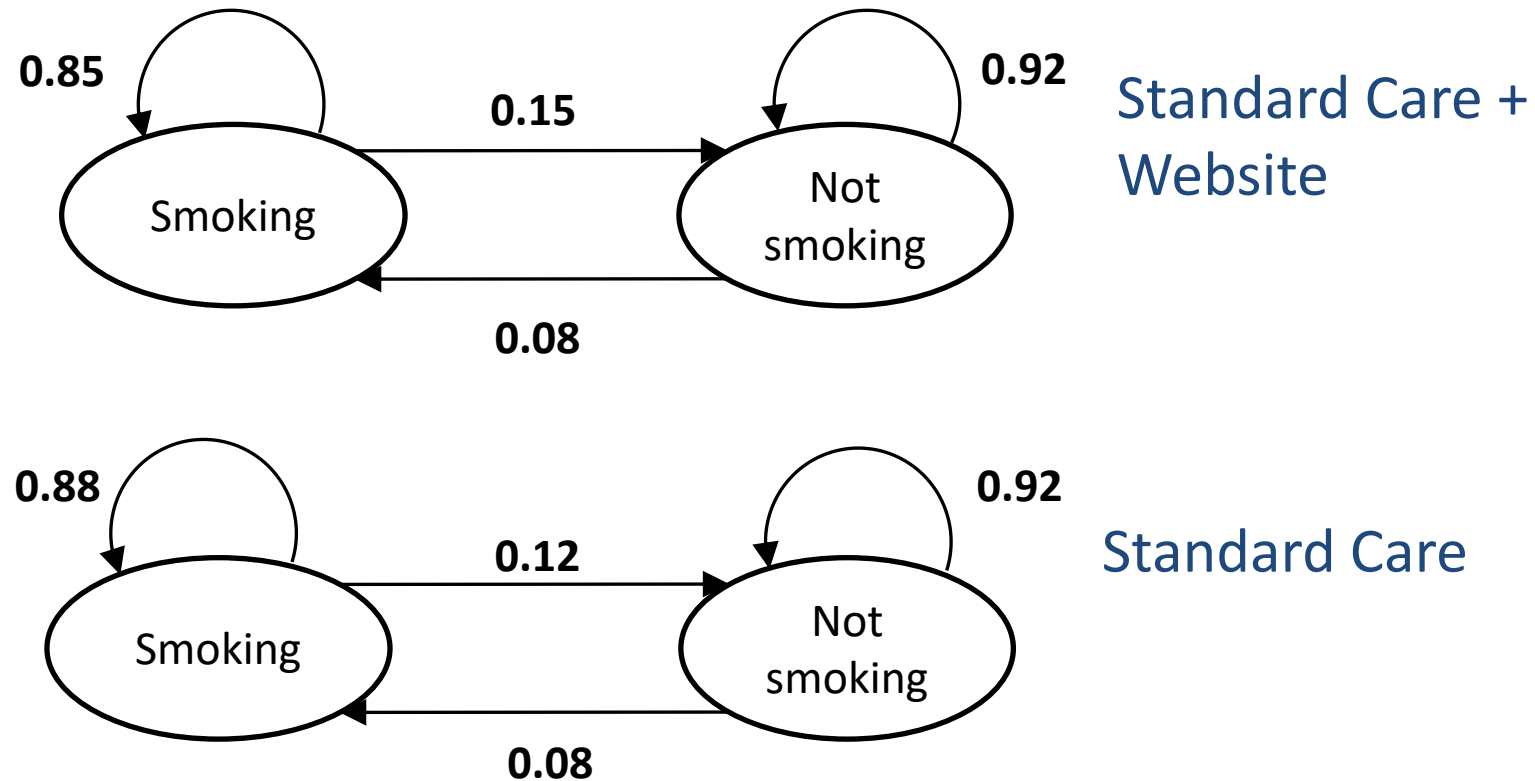 0.85
0.15
0.92
Standard Care +
Website
Smoking
Not
smoking
0.08
0.88
0.12
0.92
Standard Care
Smoking
Not
smoking
0.08